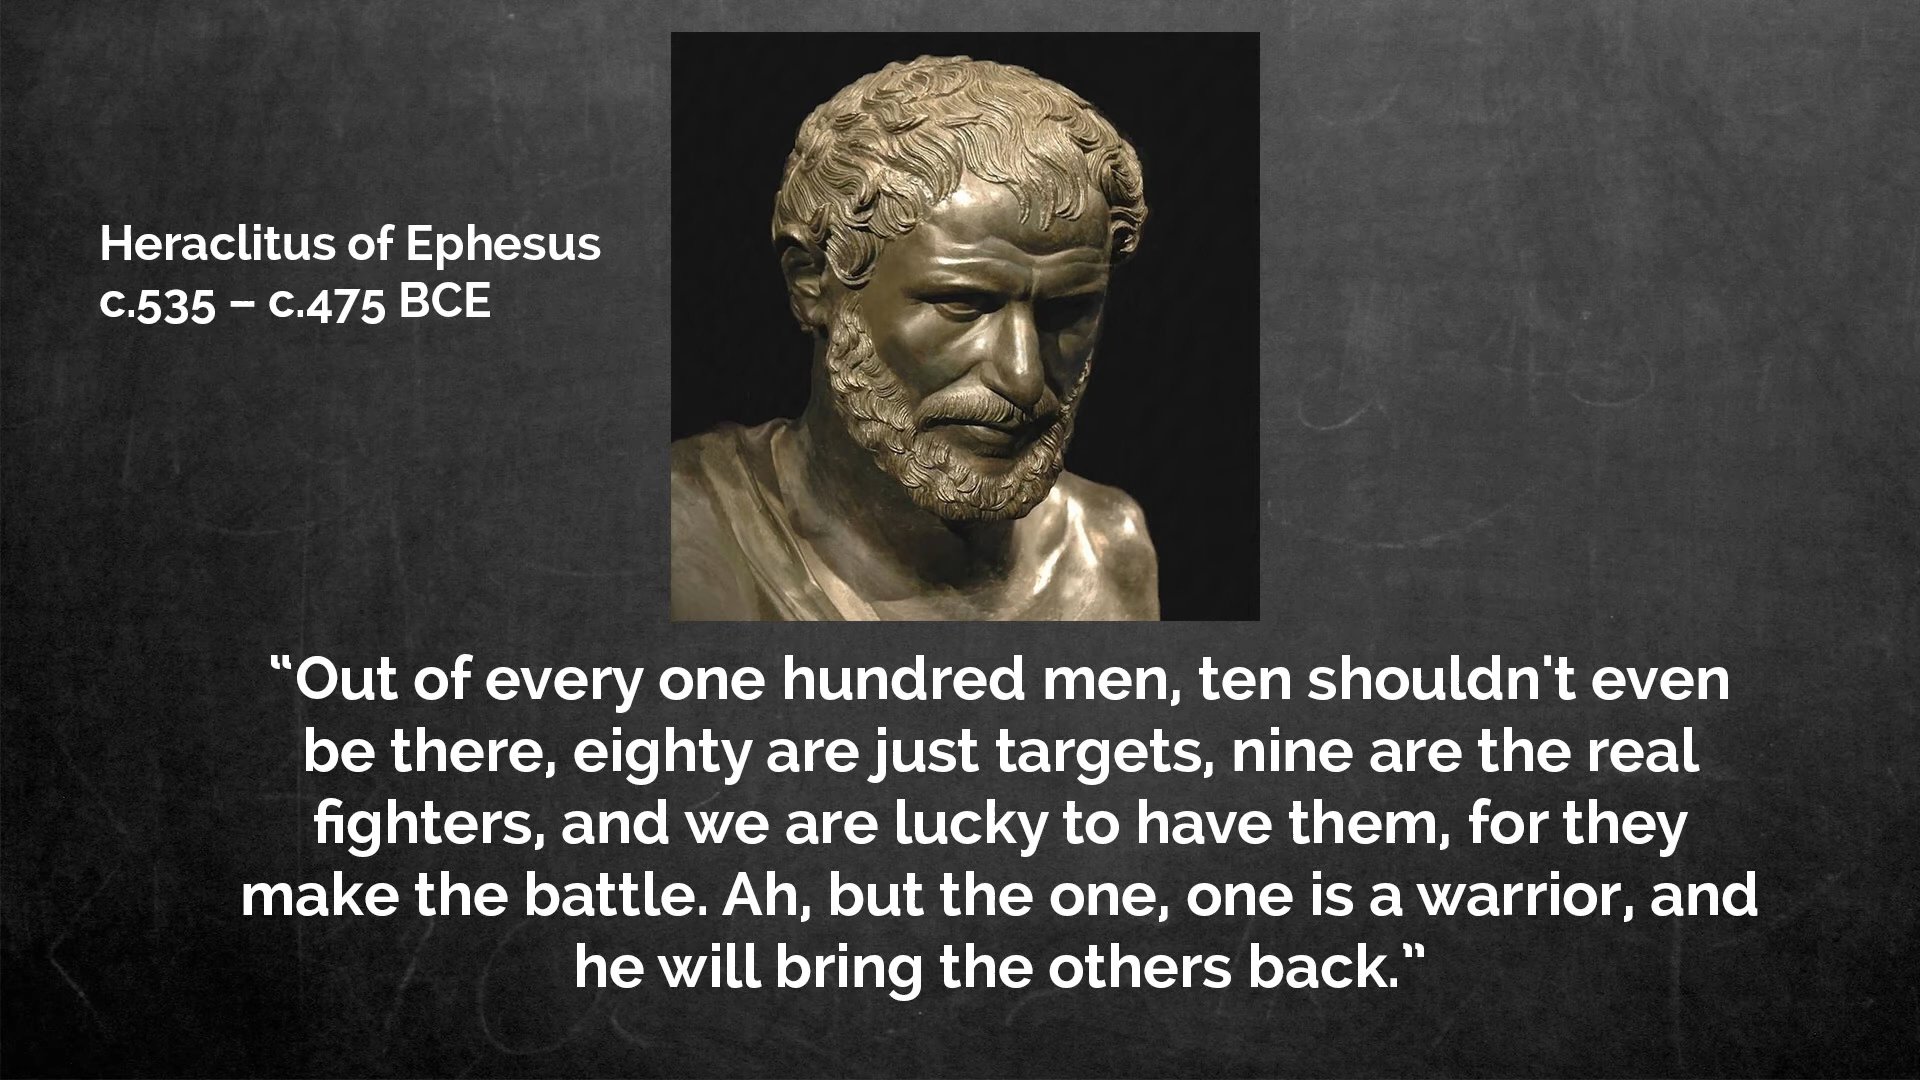 Heraclitus of Ephesus
c.535 – c.475 BCE
“Out of every one hundred men, ten shouldn't even
be there, eighty are just targets, nine are the real
fighters, and we are lucky to have them, for they
make the battle. Ah, but the one, one is a warrior, and
he will bring the others back.”